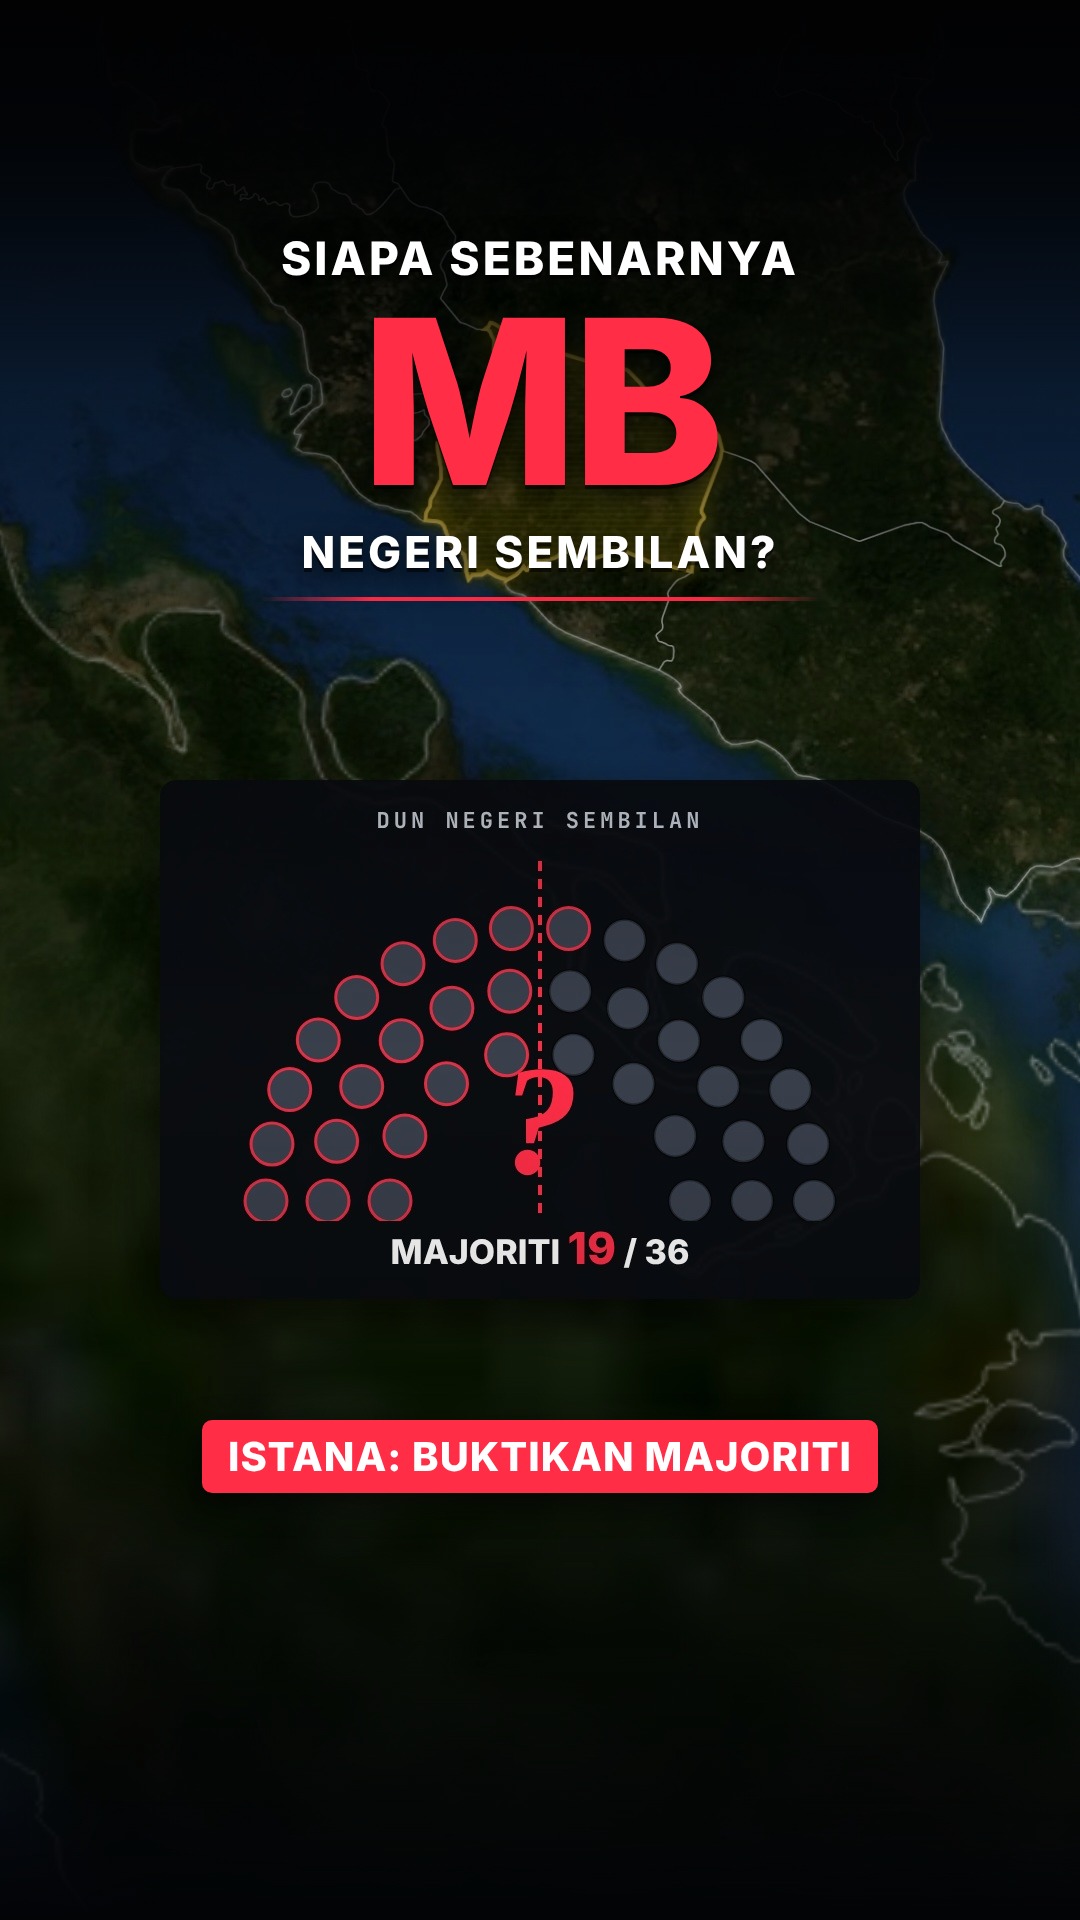 SIAPA SEBENARNYA
MB
NEGERI SEMBILAN?
DUN NEGERI SEMBILAN
?
MAJORITI 19 / 36
ISTANA: BUKTIKAN MAJORITI